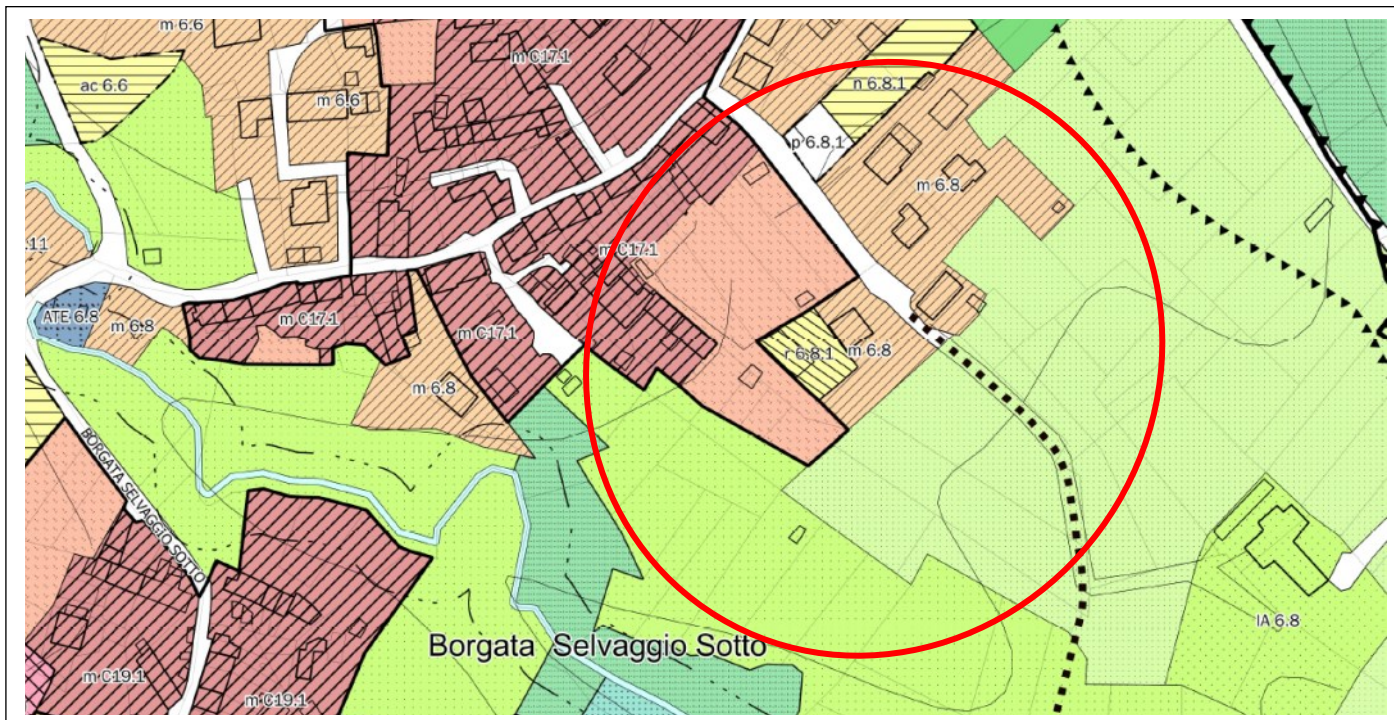 m 6.6
m C17.1
ac 6.6
n 6.8.1
m 6.6
p 6.8.1
m 6.8
.11
m C17.1
ATE 6.8
m 6.8
m C17.1
m C17.1
r 6.8.1
m 6.8
m 6.8
BORGATA SELVAGGIO SOTTO
IA 6.8
Borgata Selvaggio Sotto
m C19.1
m C19.1